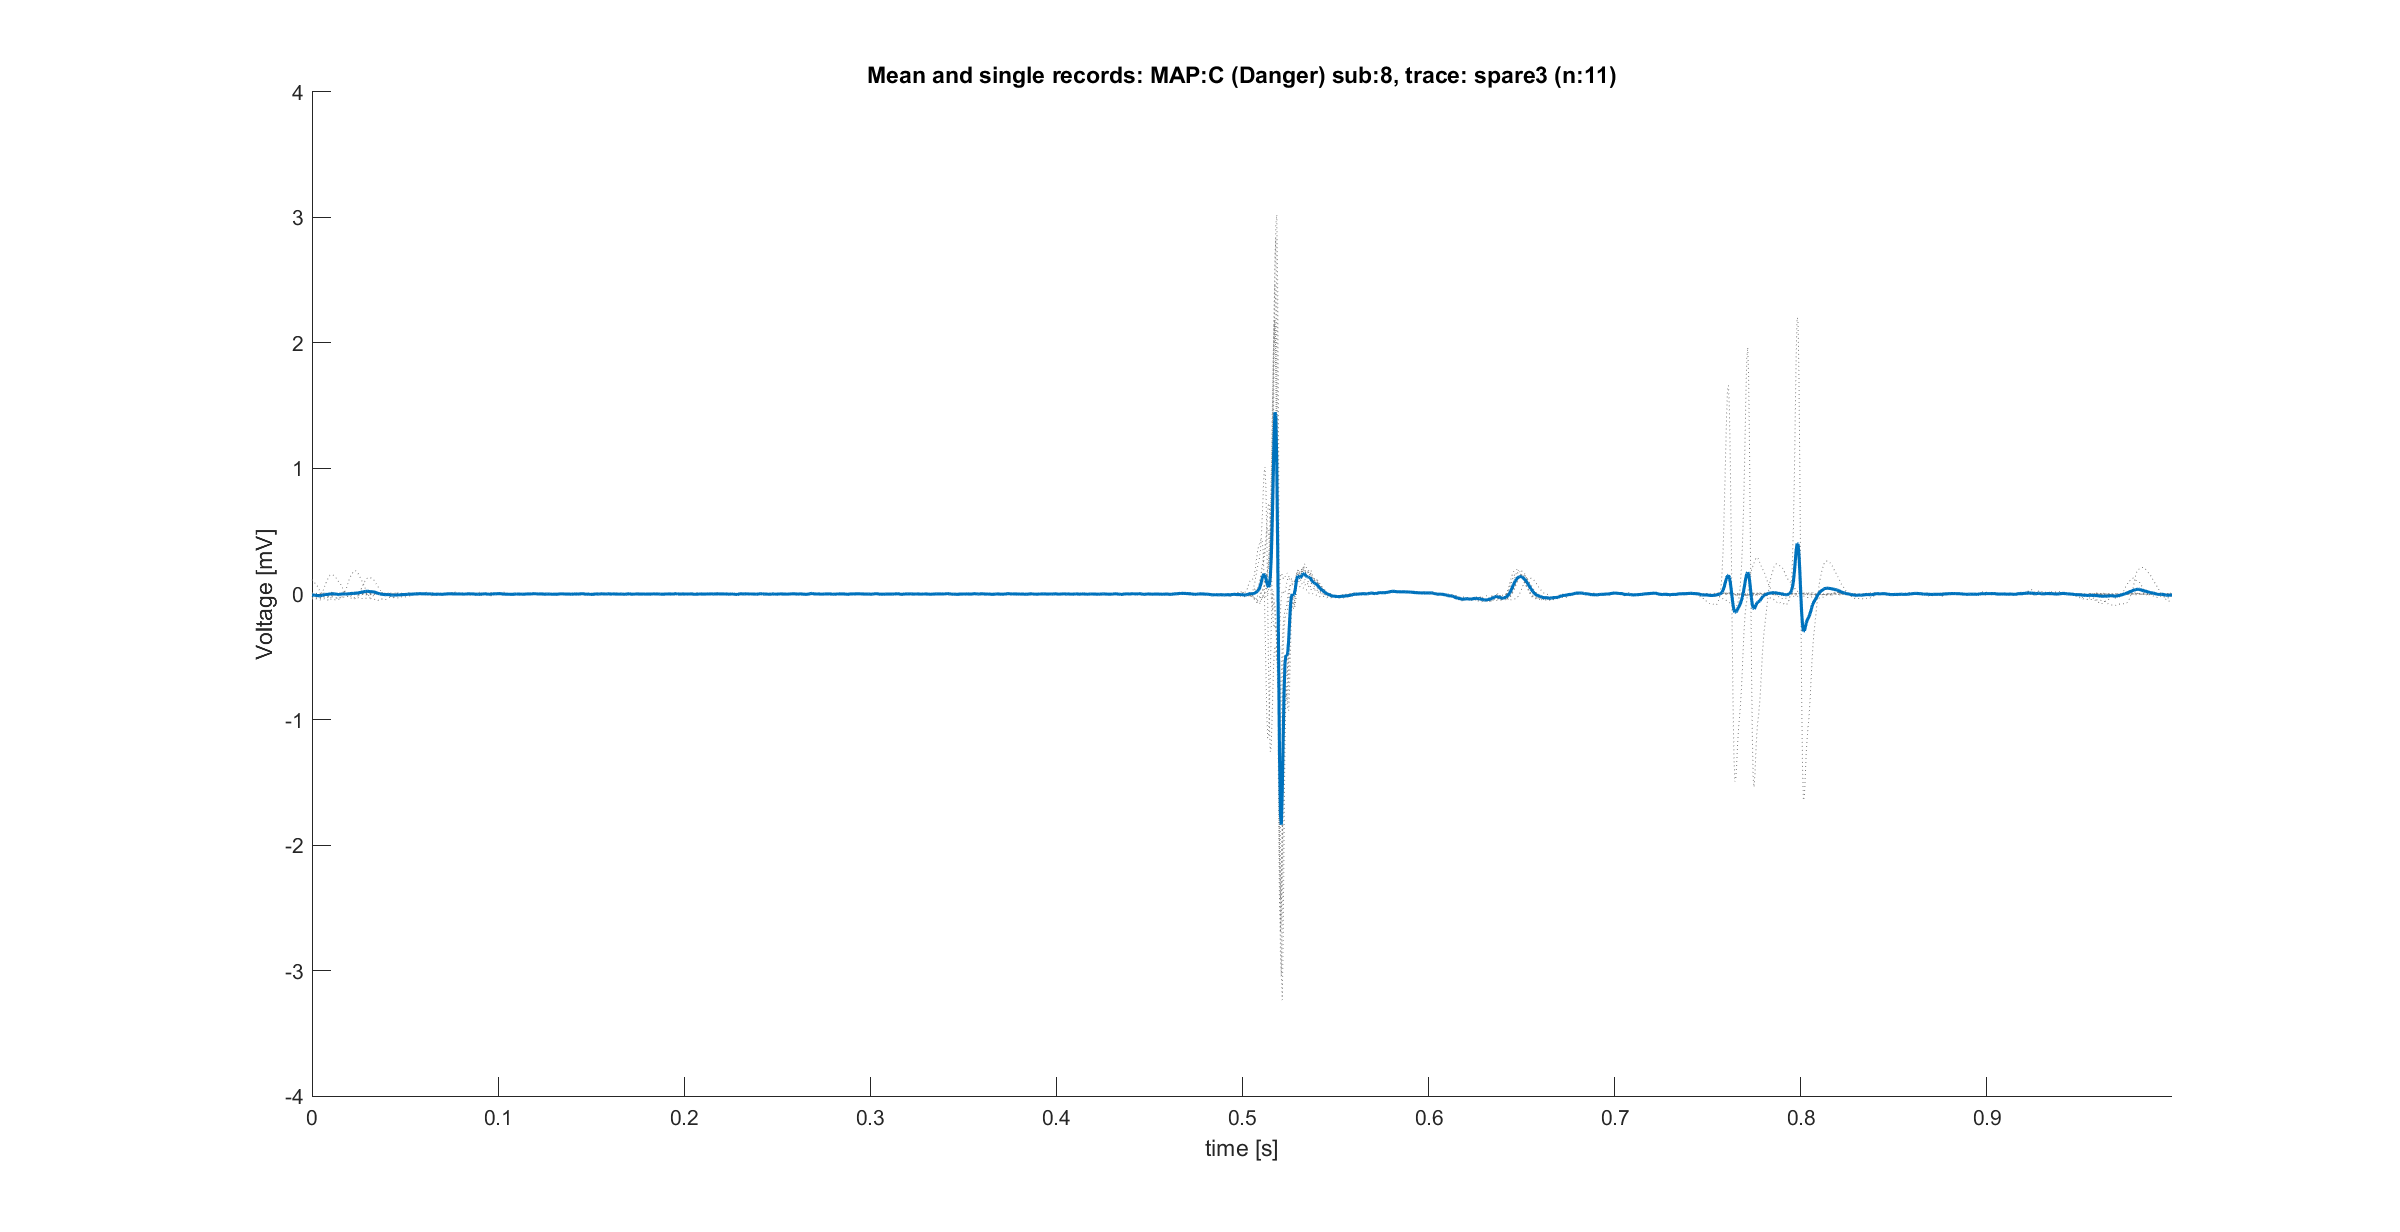 Mean and single records: MAP:C (Danger) sub:8, trace: spare3 (n:11)
4
3
2
1
0
-1
-2
-3
-4
Voltage [mV]
0 0.1 0.2 0.3 0.4 0.5 0.6 0.7 0.8 0.9
time [s]